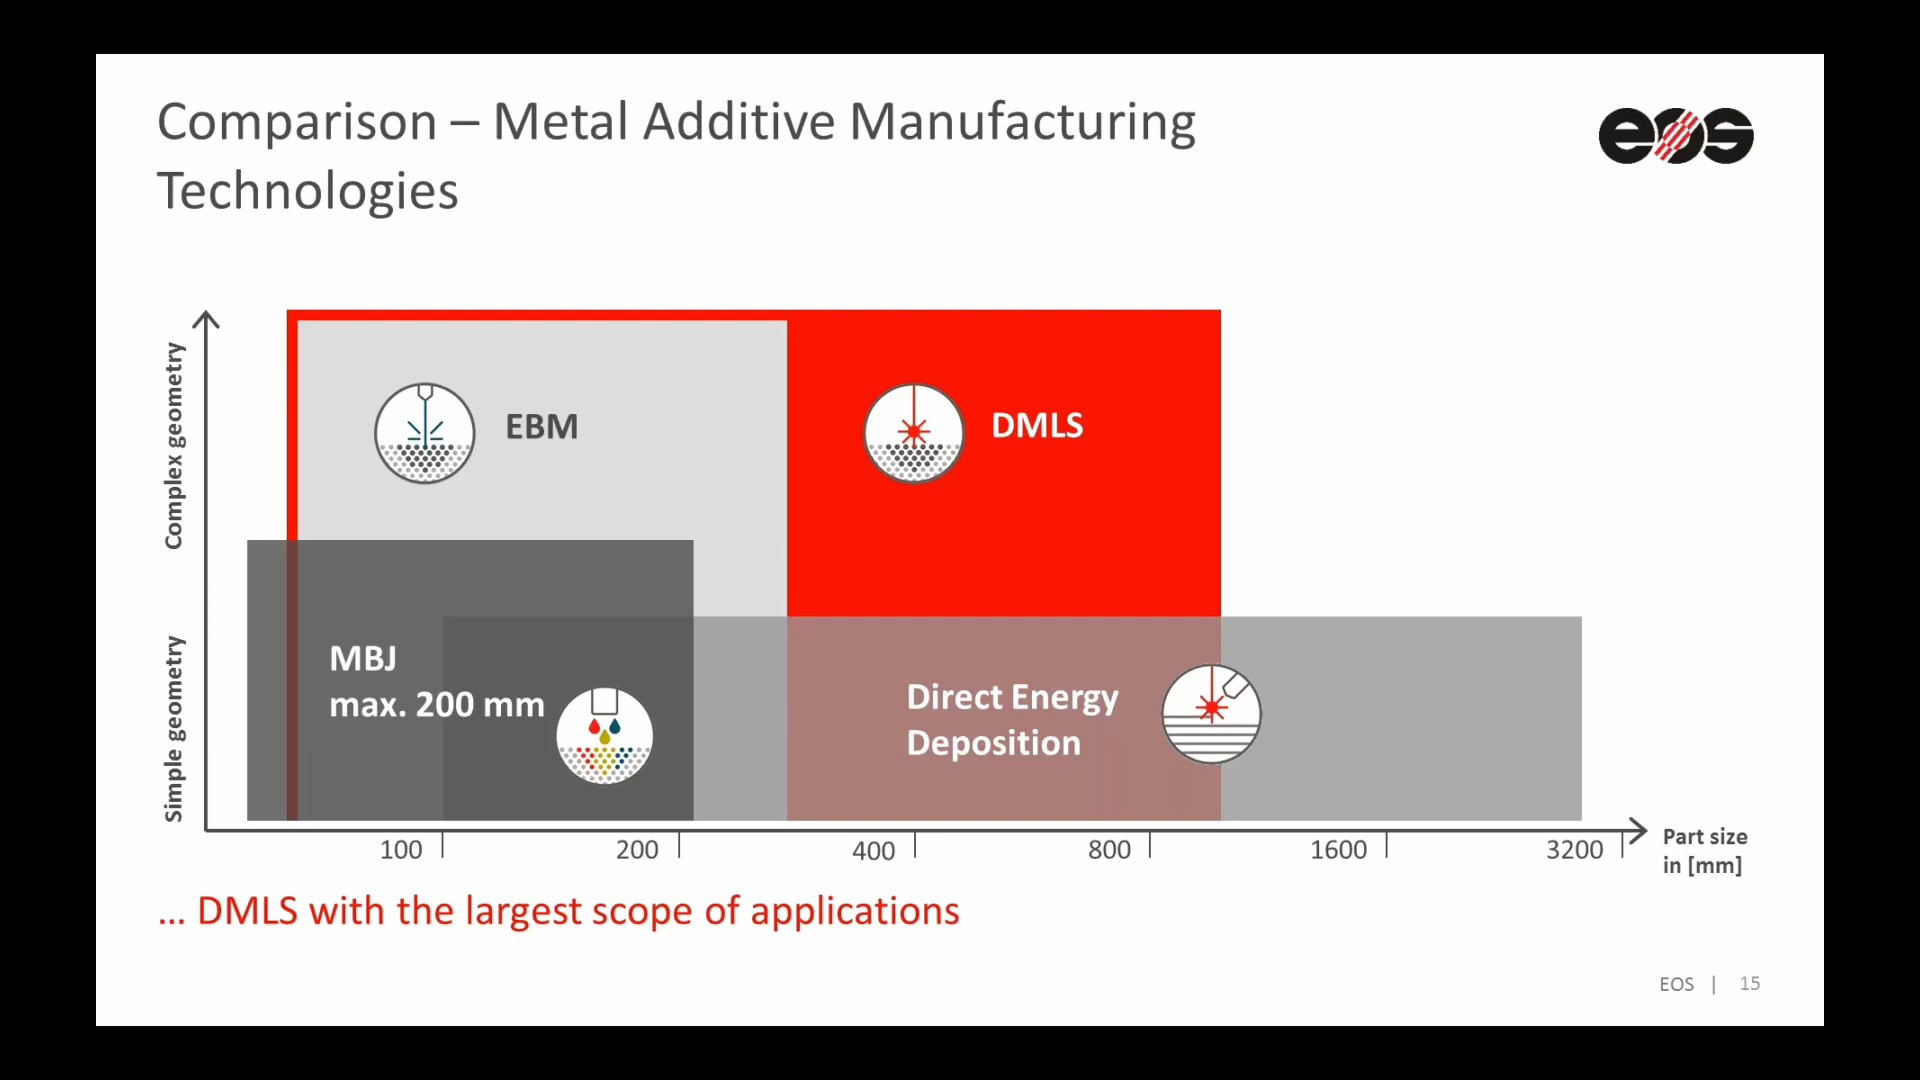 Comparison – Metal Additive Manufacturing
Technologies
eos
Complex geometry
Simple geometry
EBM
DMLS
MBJ
max. 200 mm
Direct Energy
Deposition
100
200
400
800
1600
3200
Part size
in [mm]
... DMLS with the largest scope of applications
EOS | 15